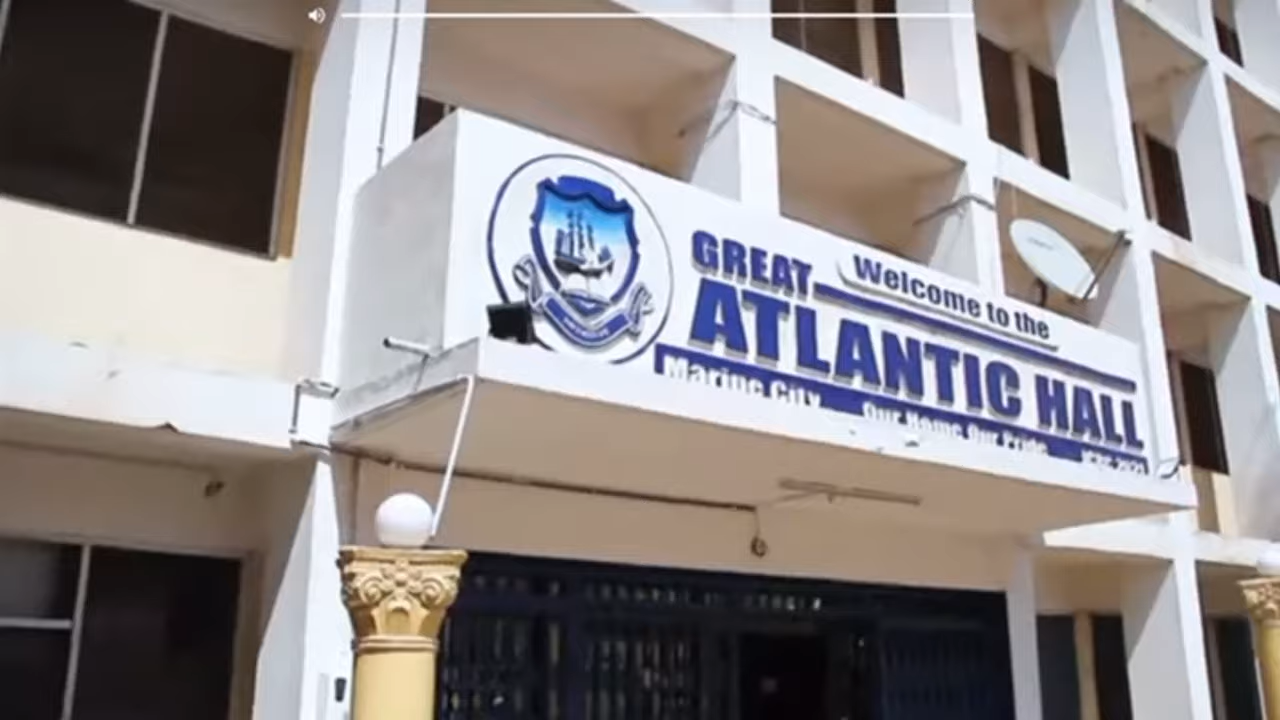 Welcome to the
GREAT
ATLANTIC HALL
Marine City... Our Home Our Pride...